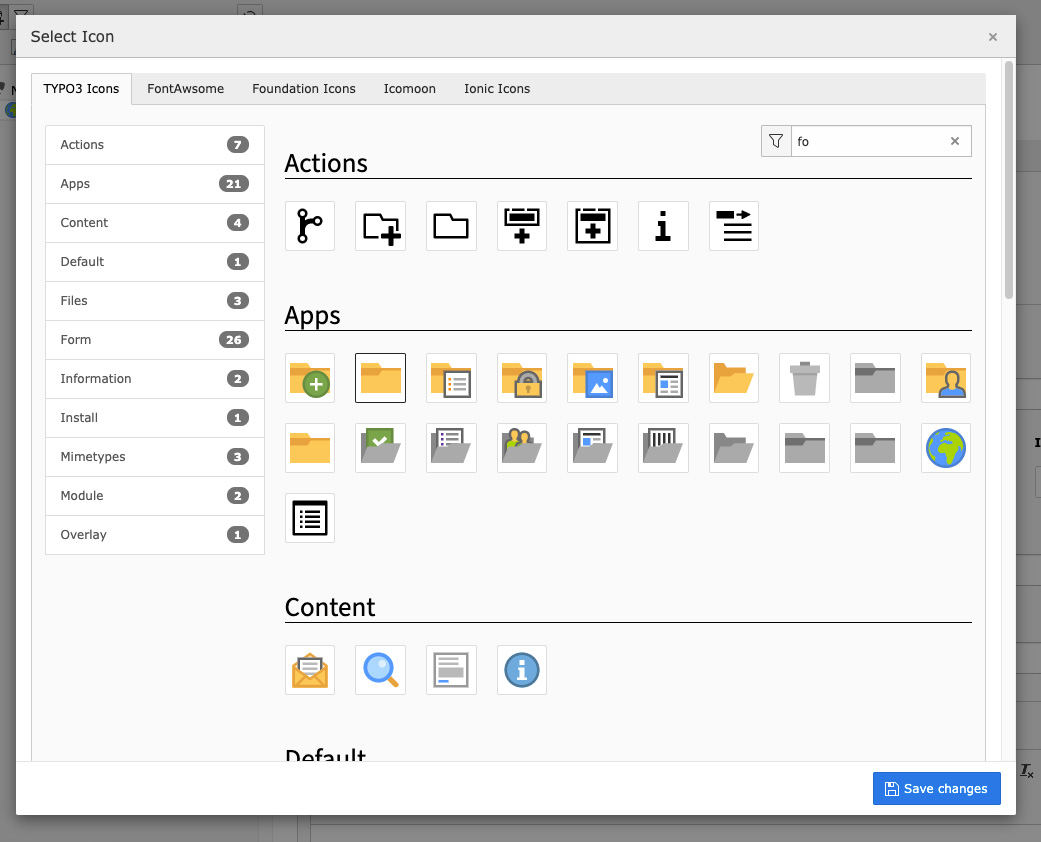 Select Icon
×
TYPO3 Icons
FontAwsome
Foundation Icons
Icomoon
Ionic Icons
Actions 7
Apps 21
Content 4
Default 1
Files 3
Form 26
Information 2
Install 1
Mimetypes 3
Module 2
Overlay 1
fo ×
Actions
Apps
Content
Default
Save changes